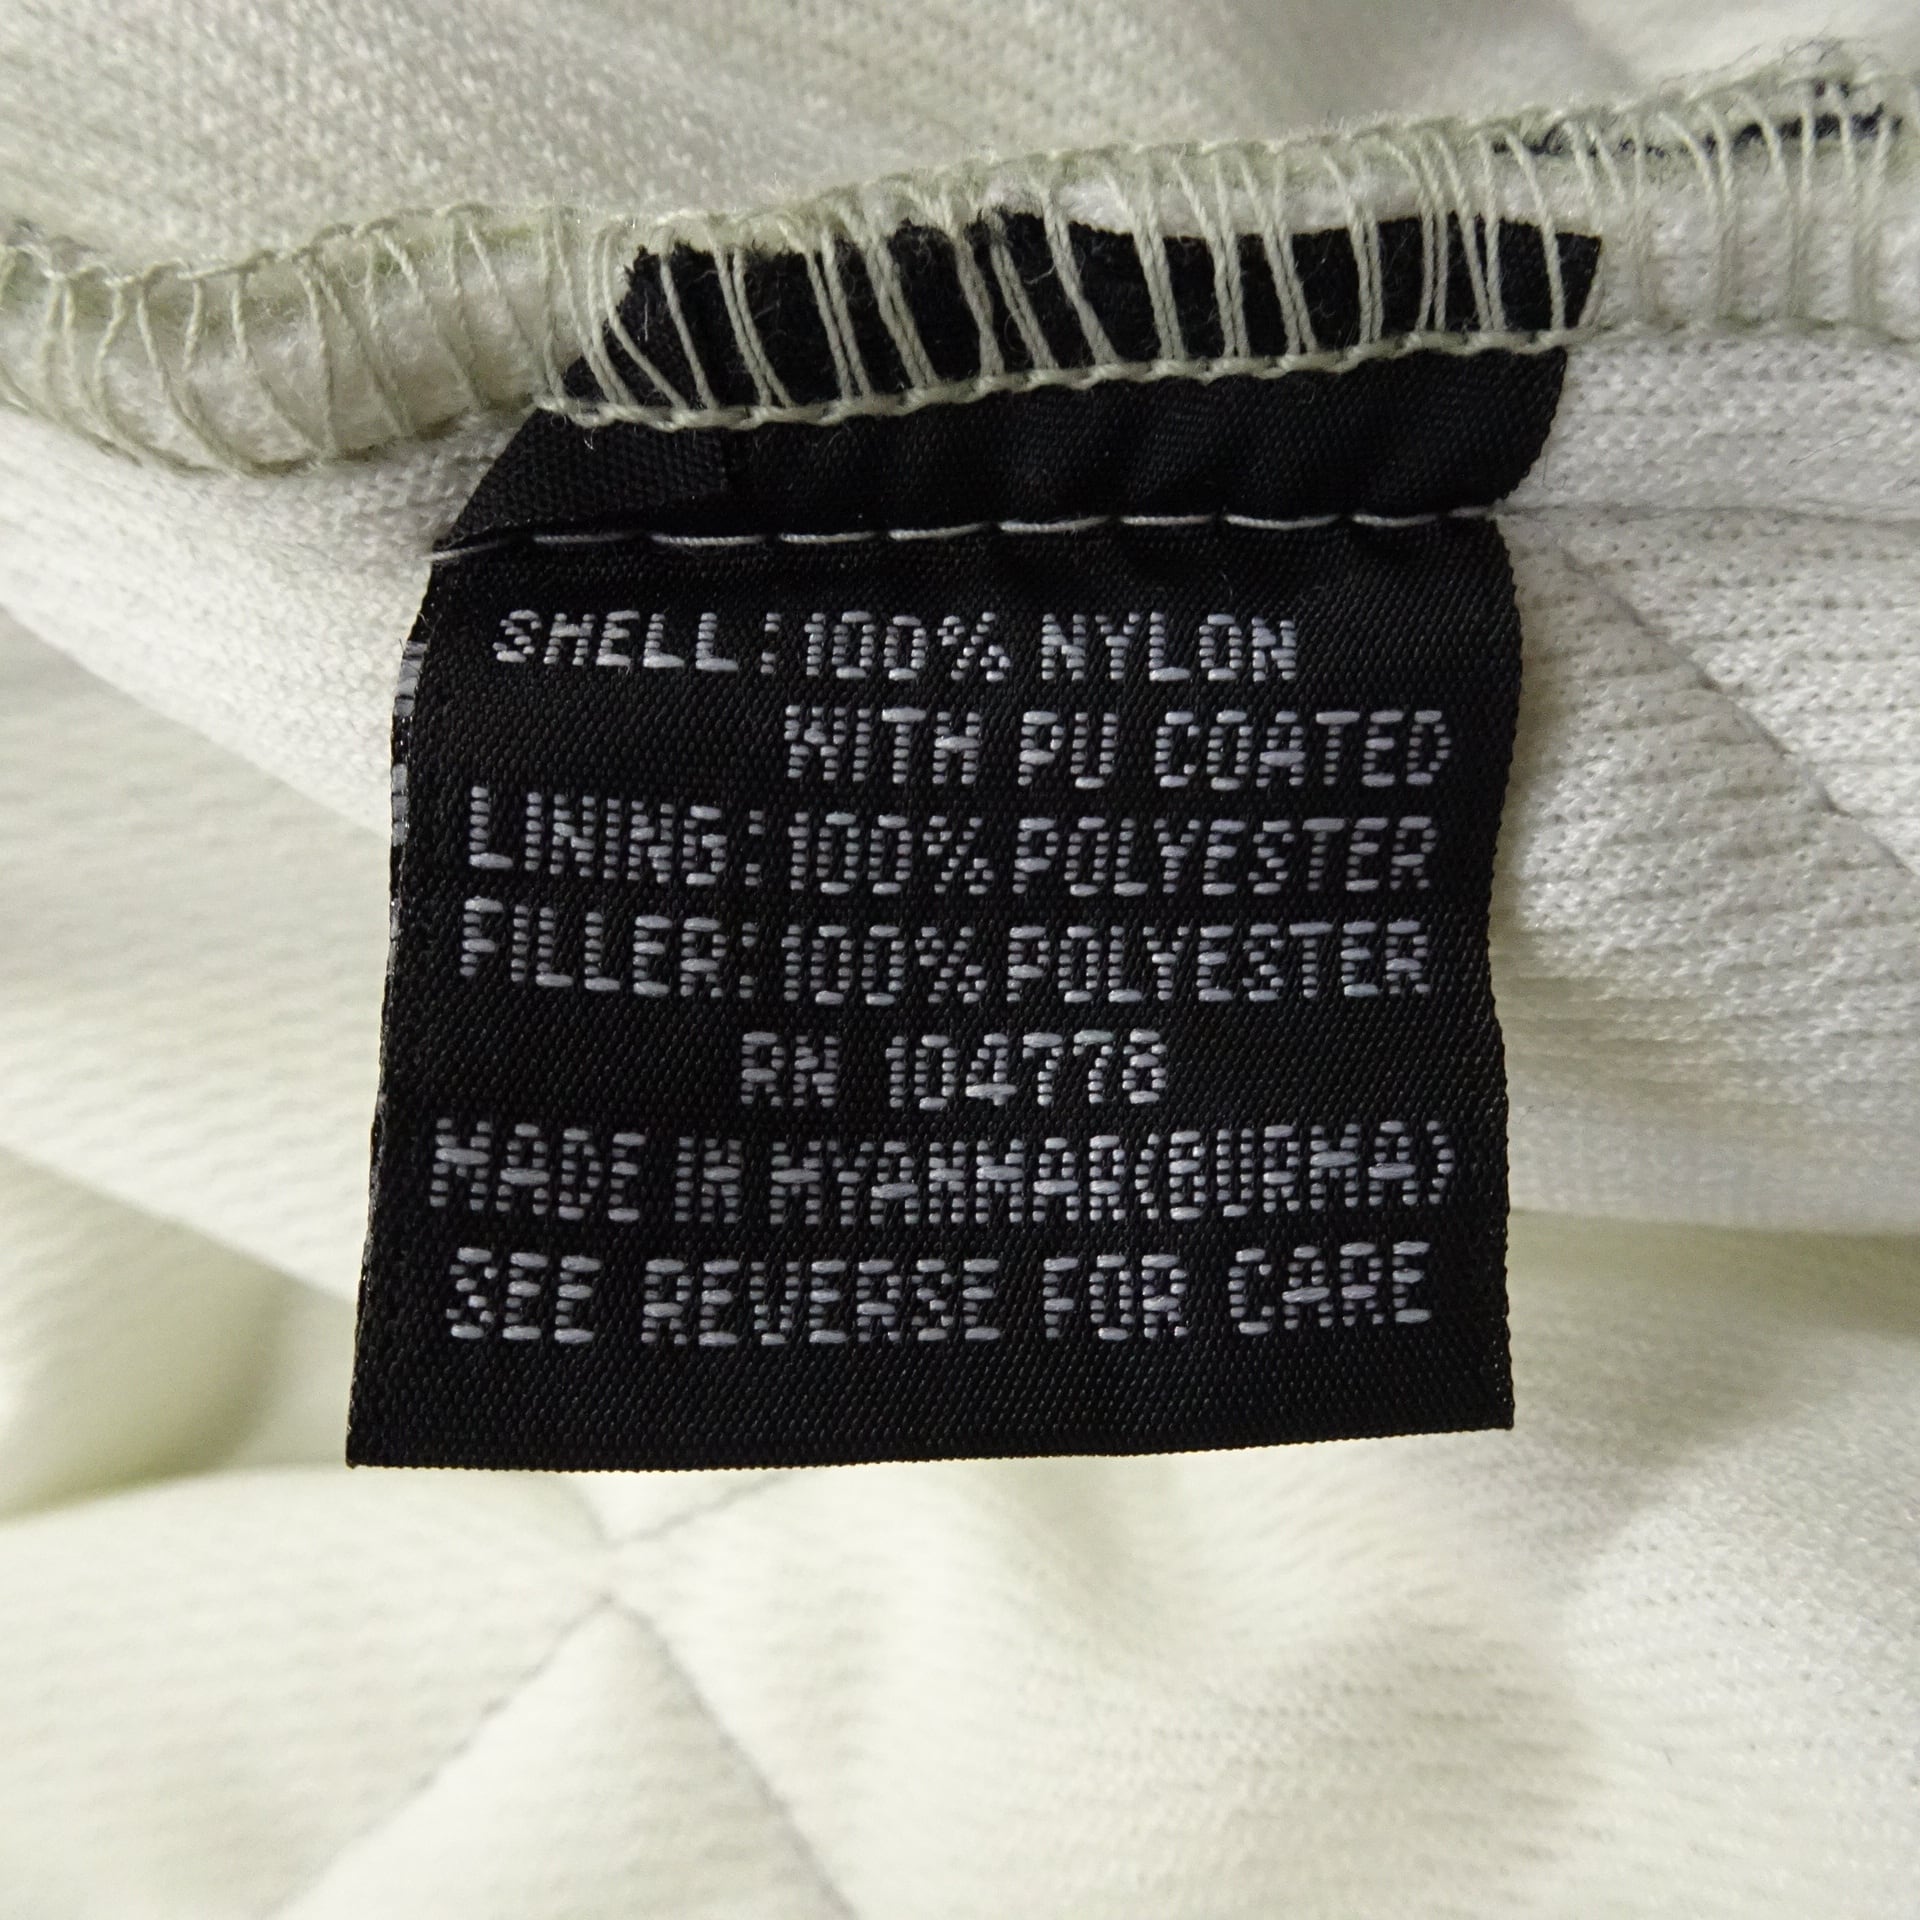 SHELL:100% NYLON
WITH PU COATED
LINING:100% POLYESTER
FILLER:100% POLYESTER
RN 104778
MADE IN MYANMAR(BURMA)
SEE REVERSE FOR CARE